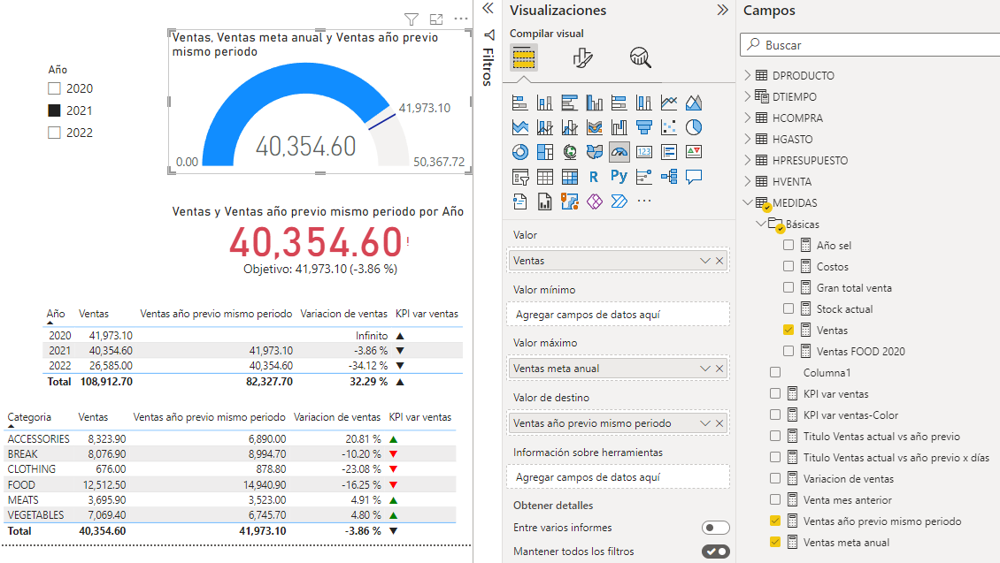 Ventas, Ventas meta anual y Ventas año previo
mismo periodo
Año
2020
2021
2022
41,973.10
40,354.60
0.00
50,367.72
Ventas y Ventas año previo mismo periodo por Año
40,354.60!
Objetivo: 41,973.10 (-3.86 %)
Año Ventas Ventas año previo mismo periodo Variacion de ventas KPI var ventas
2020 41,973.10 Infinito ▲
2021 40,354.60 41,973.10 -3.86 % ▼
2022 26,585.00 40,354.60 -34.12 % ▼
Total 108,912.70 82,327.70 32.29 % ▲
Categoria Ventas Ventas año previo mismo periodo Variacion de ventas KPI var ventas
ACCESSORIES 8,323.90 6,890.00 20.81 % ▲
BREAK 8,076.90 8,994.70 -10.20 % ▼
CLOTHING 676.00 878.80 -23.08 % ▼
FOOD 12,512.50 14,940.90 -16.25 % ▼
MEATS 3,695.90 3,523.00 4.91 % ▲
VEGETABLES 7,069.40 6,745.70 4.80 % ▲
Total 40,354.60 41,973.10 -3.86 % ▼
Filtros
Visualizaciones
Compilar visual
123
R
Py
Valor
Ventas
Valor mínimo
Agregar campos de datos aquí
Valor máximo
Ventas meta anual
Valor de destino
Ventas año previo mismo periodo
Información sobre herramientas
Agregar campos de datos aquí
Obtener detalles
Entre varios informes
Mantener todos los filtros
Campos
Buscar
DPRODUCTO
DTIEMPO
HCOMPRA
HGASTO
HPRESUPUESTO
HVENTA
MEDIDAS
Básicas
Año sel
Costos
Gran total venta
Stock actual
Ventas
Ventas FOOD 2020
Columna1
KPI var ventas
KPI var ventas-Color
Titulo Ventas actual vs año previo
Titulo Ventas actual vs año previo x días
Variacion de ventas
Venta mes anterior
Ventas año previo mismo periodo
Ventas meta anual